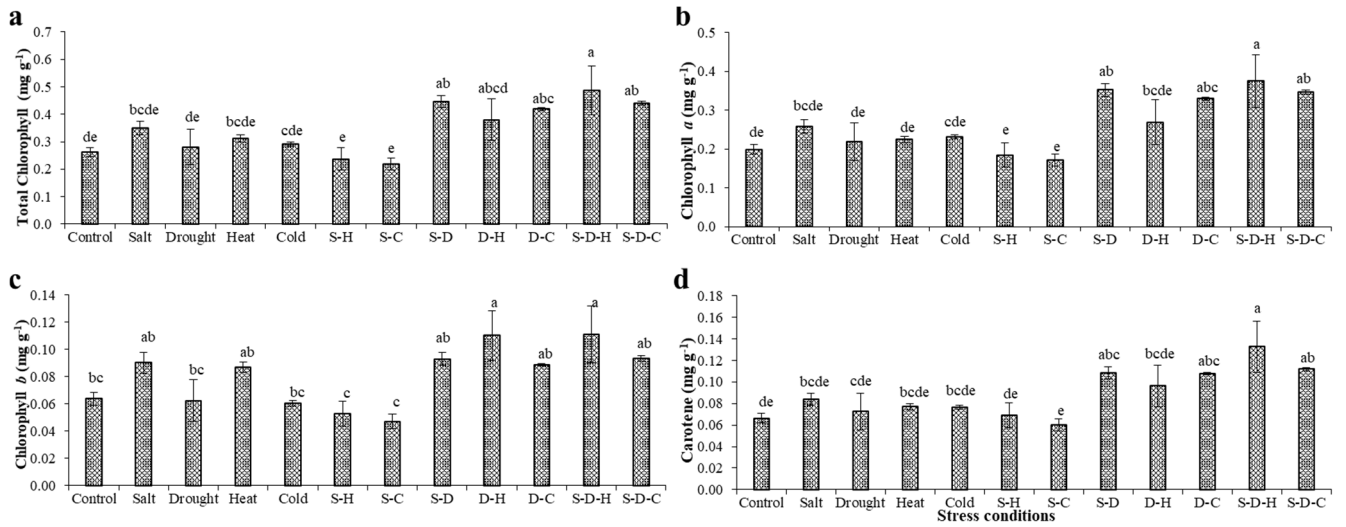 a
Total Chlorophyll (mg g-1)
0.7
0.6
0.5
0.4
0.3
0.2
0.1
0.0
de
bcde
de
bcde
cde
e
e
ab
abcd
abc
a
ab
Control Salt Drought Heat Cold S-H S-C S-D D-H D-C S-D-H S-D-C
b
Chlorophyll a (mg g-1)
0.5
0.4
0.3
0.2
0.1
0.0
de
bcde
de
de
cde
e
e
ab
bcde
abc
a
ab
Control Salt Drought Heat Cold S-H S-C S-D D-H D-C S-D-H S-D-C
c
Chlorophyll b (mg g-1)
0.14
0.12
0.10
0.08
0.06
0.04
0.02
0.00
bc
ab
bc
ab
bc
c
c
ab
a
ab
a
ab
Control Salt Drought Heat Cold S-H S-C S-D D-H D-C S-D-H S-D-C
d
Carotene (mg g-1)
0.18
0.16
0.14
0.12
0.10
0.08
0.06
0.04
0.02
0.00
de
bcde
cde
bcde
bcde
de
e
abc
bcde
abc
a
ab
Control Salt Drought Heat Cold S-H S-C S-D D-H D-C S-D-H S-D-C
Stress conditions